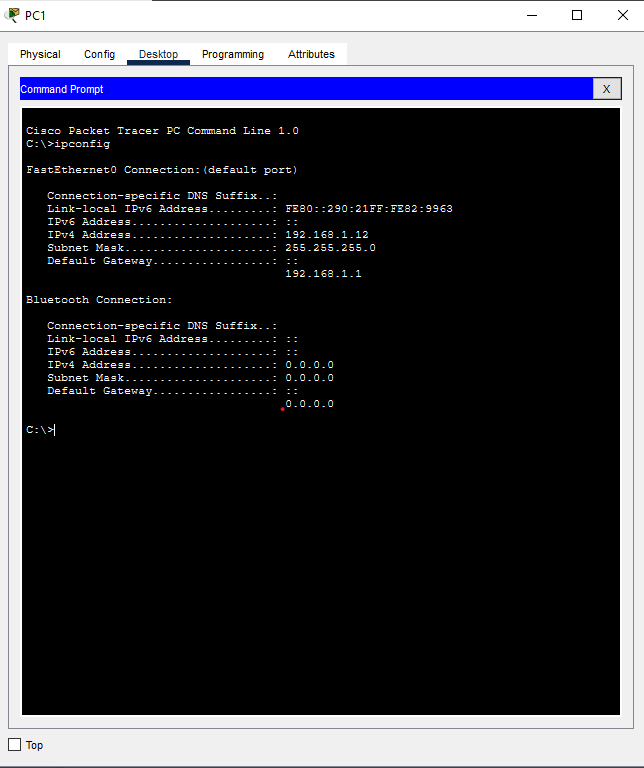 PC1
Physical Config Desktop Programming Attributes
Command Prompt X
Cisco Packet Tracer PC Command Line 1.0
C:\>ipconfig
FastEthernet0 Connection:(default port)
Connection-specific DNS Suffix..:
Link-local IPv6 Address.........: FE80::290:21FF:FE82:9963
IPv6 Address....................: ::
IPv4 Address....................: 192.168.1.12
Subnet Mask.....................: 255.255.255.0
Default Gateway.................: ::
192.168.1.1
Bluetooth Connection:
Connection-specific DNS Suffix..:
Link-local IPv6 Address.........: ::
IPv6 Address....................: ::
IPv4 Address....................: 0.0.0.0
Subnet Mask.....................: 0.0.0.0
Default Gateway.................: ::
0.0.0.0
C:\>
Top